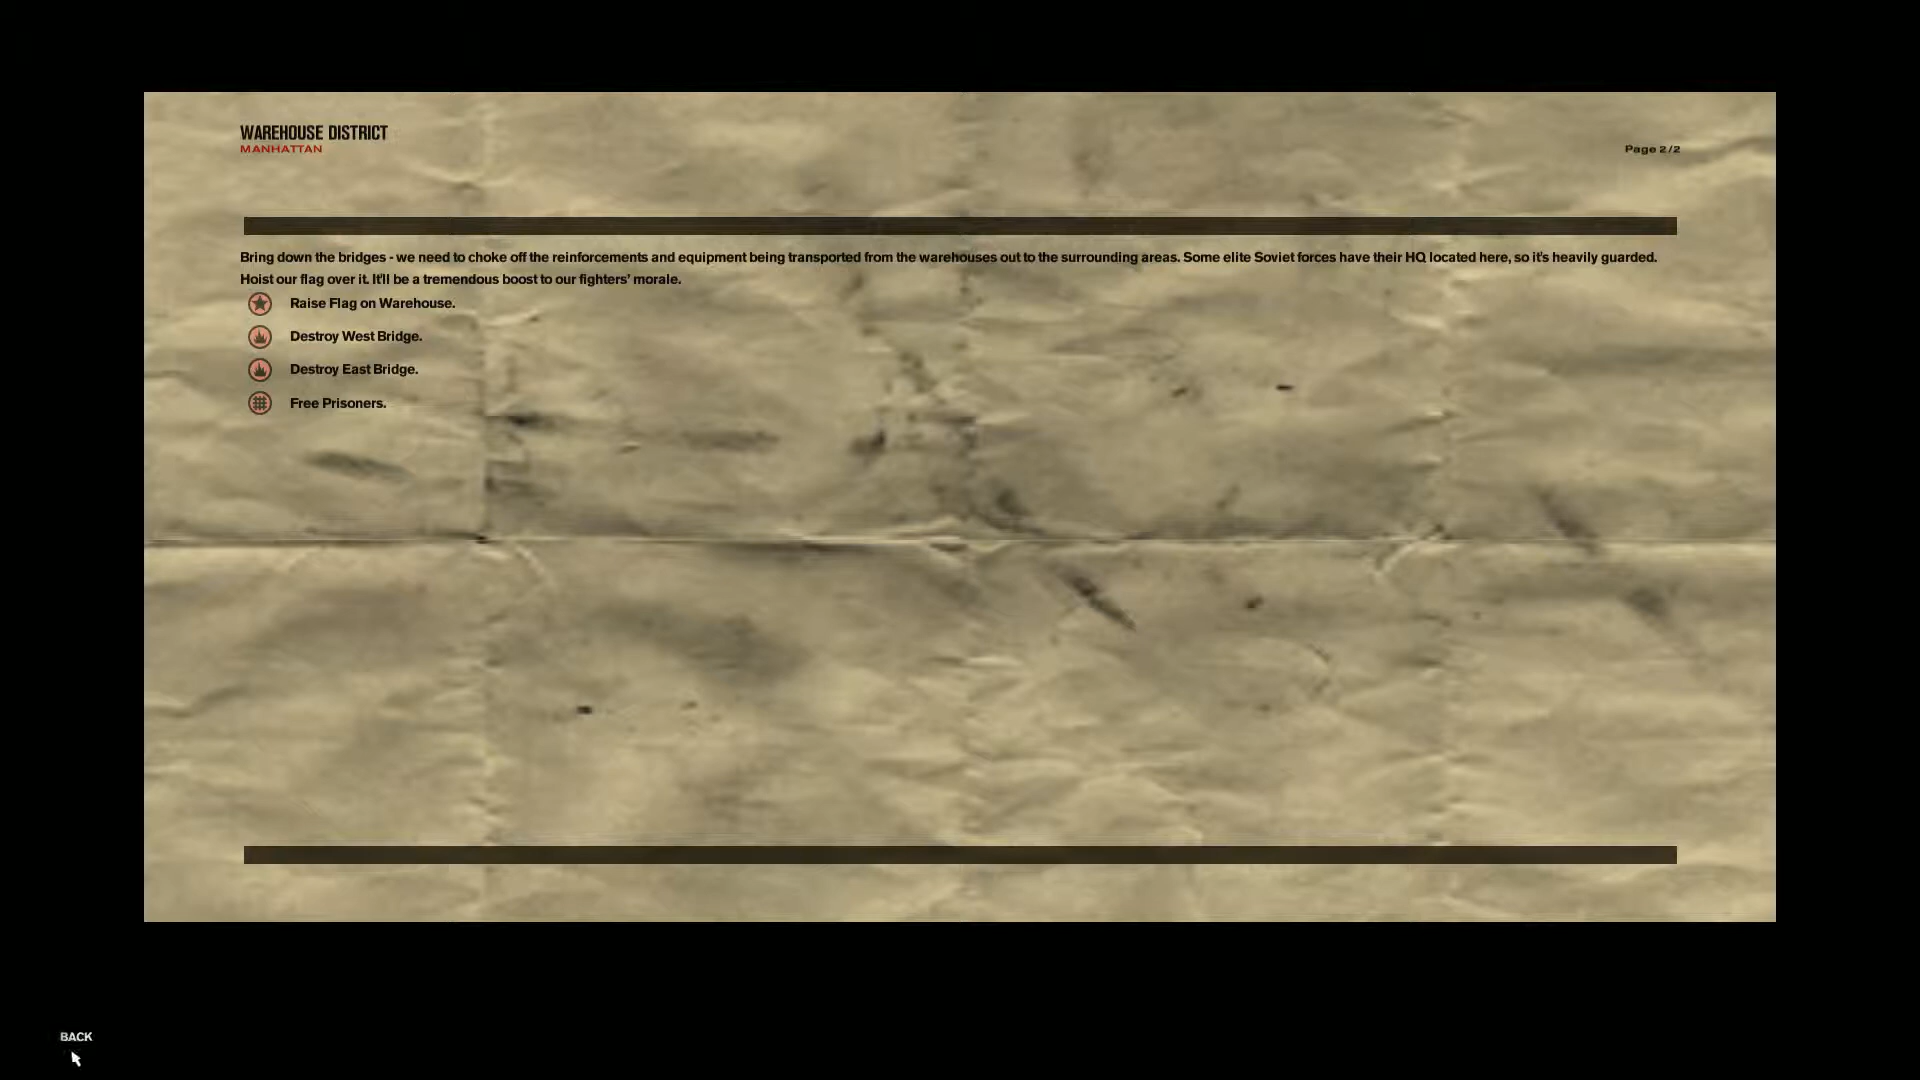 WAREHOUSE DISTRICT
MANHATTAN
Page 2/2
Bring down the bridges - we need to choke off the reinforcements and equipment being transported from the warehouses out to the surrounding areas. Some elite Soviet forces have their HQ located here, so it's heavily guarded.
Hoist our flag over it. It'll be a tremendous boost to our fighters' morale.
Raise Flag on Warehouse.
Destroy West Bridge.
Destroy East Bridge.
Free Prisoners.
BACK